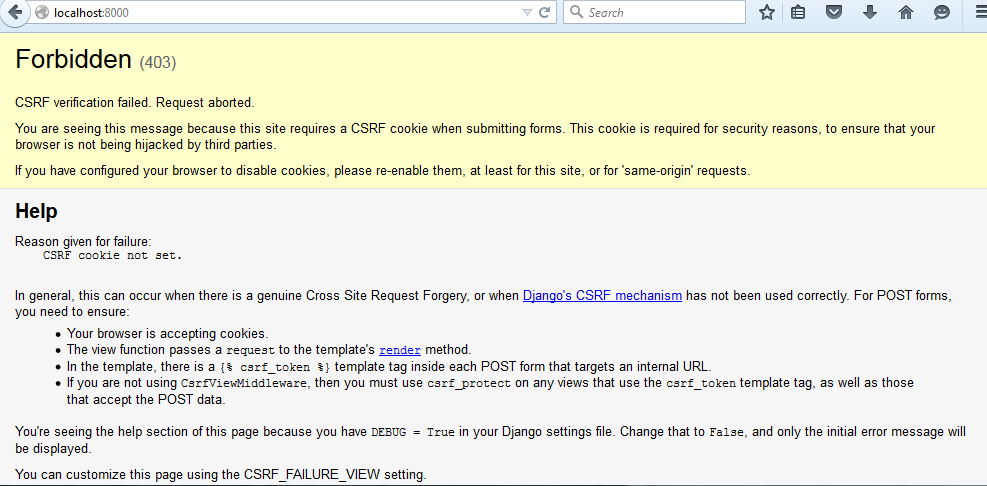 localhost:8000
Search
Forbidden (403)
CSRF verification failed. Request aborted.
You are seeing this message because this site requires a CSRF cookie when submitting forms. This cookie is required for security reasons, to ensure that your
browser is not being hijacked by third parties.
If you have configured your browser to disable cookies, please re-enable them, at least for this site, or for 'same-origin' requests.
Help
Reason given for failure:
CSRF cookie not set.
In general, this can occur when there is a genuine Cross Site Request Forgery, or when Django's CSRF mechanism has not been used correctly. For POST forms,
you need to ensure:
• Your browser is accepting cookies.
• The view function passes a request to the template's render method.
• In the template, there is a {% csrf_token %} template tag inside each POST form that targets an internal URL.
• If you are not using CsrfViewMiddleware, then you must use csrf_protect on any views that use the csrf_token template tag, as well as those
that accept the POST data.
You're seeing the help section of this page because you have DEBUG = True in your Django settings file. Change that to False, and only the initial error message will
be displayed.
You can customize this page using the CSRF_FAILURE_VIEW setting.